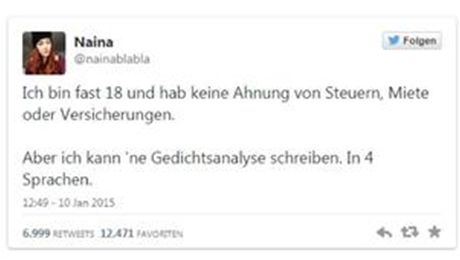 Naina
Folgen
@nainablabla
Ich bin fast 18 und hab keine Ahnung von Steuern, Miete
oder Versicherungen.
Aber ich kann 'ne Gedichtsanalyse schreiben. In 4
Sprachen.
12:49 - 10 Jan 2015
6.999 RETWEETS 12.471 FAVORITEN